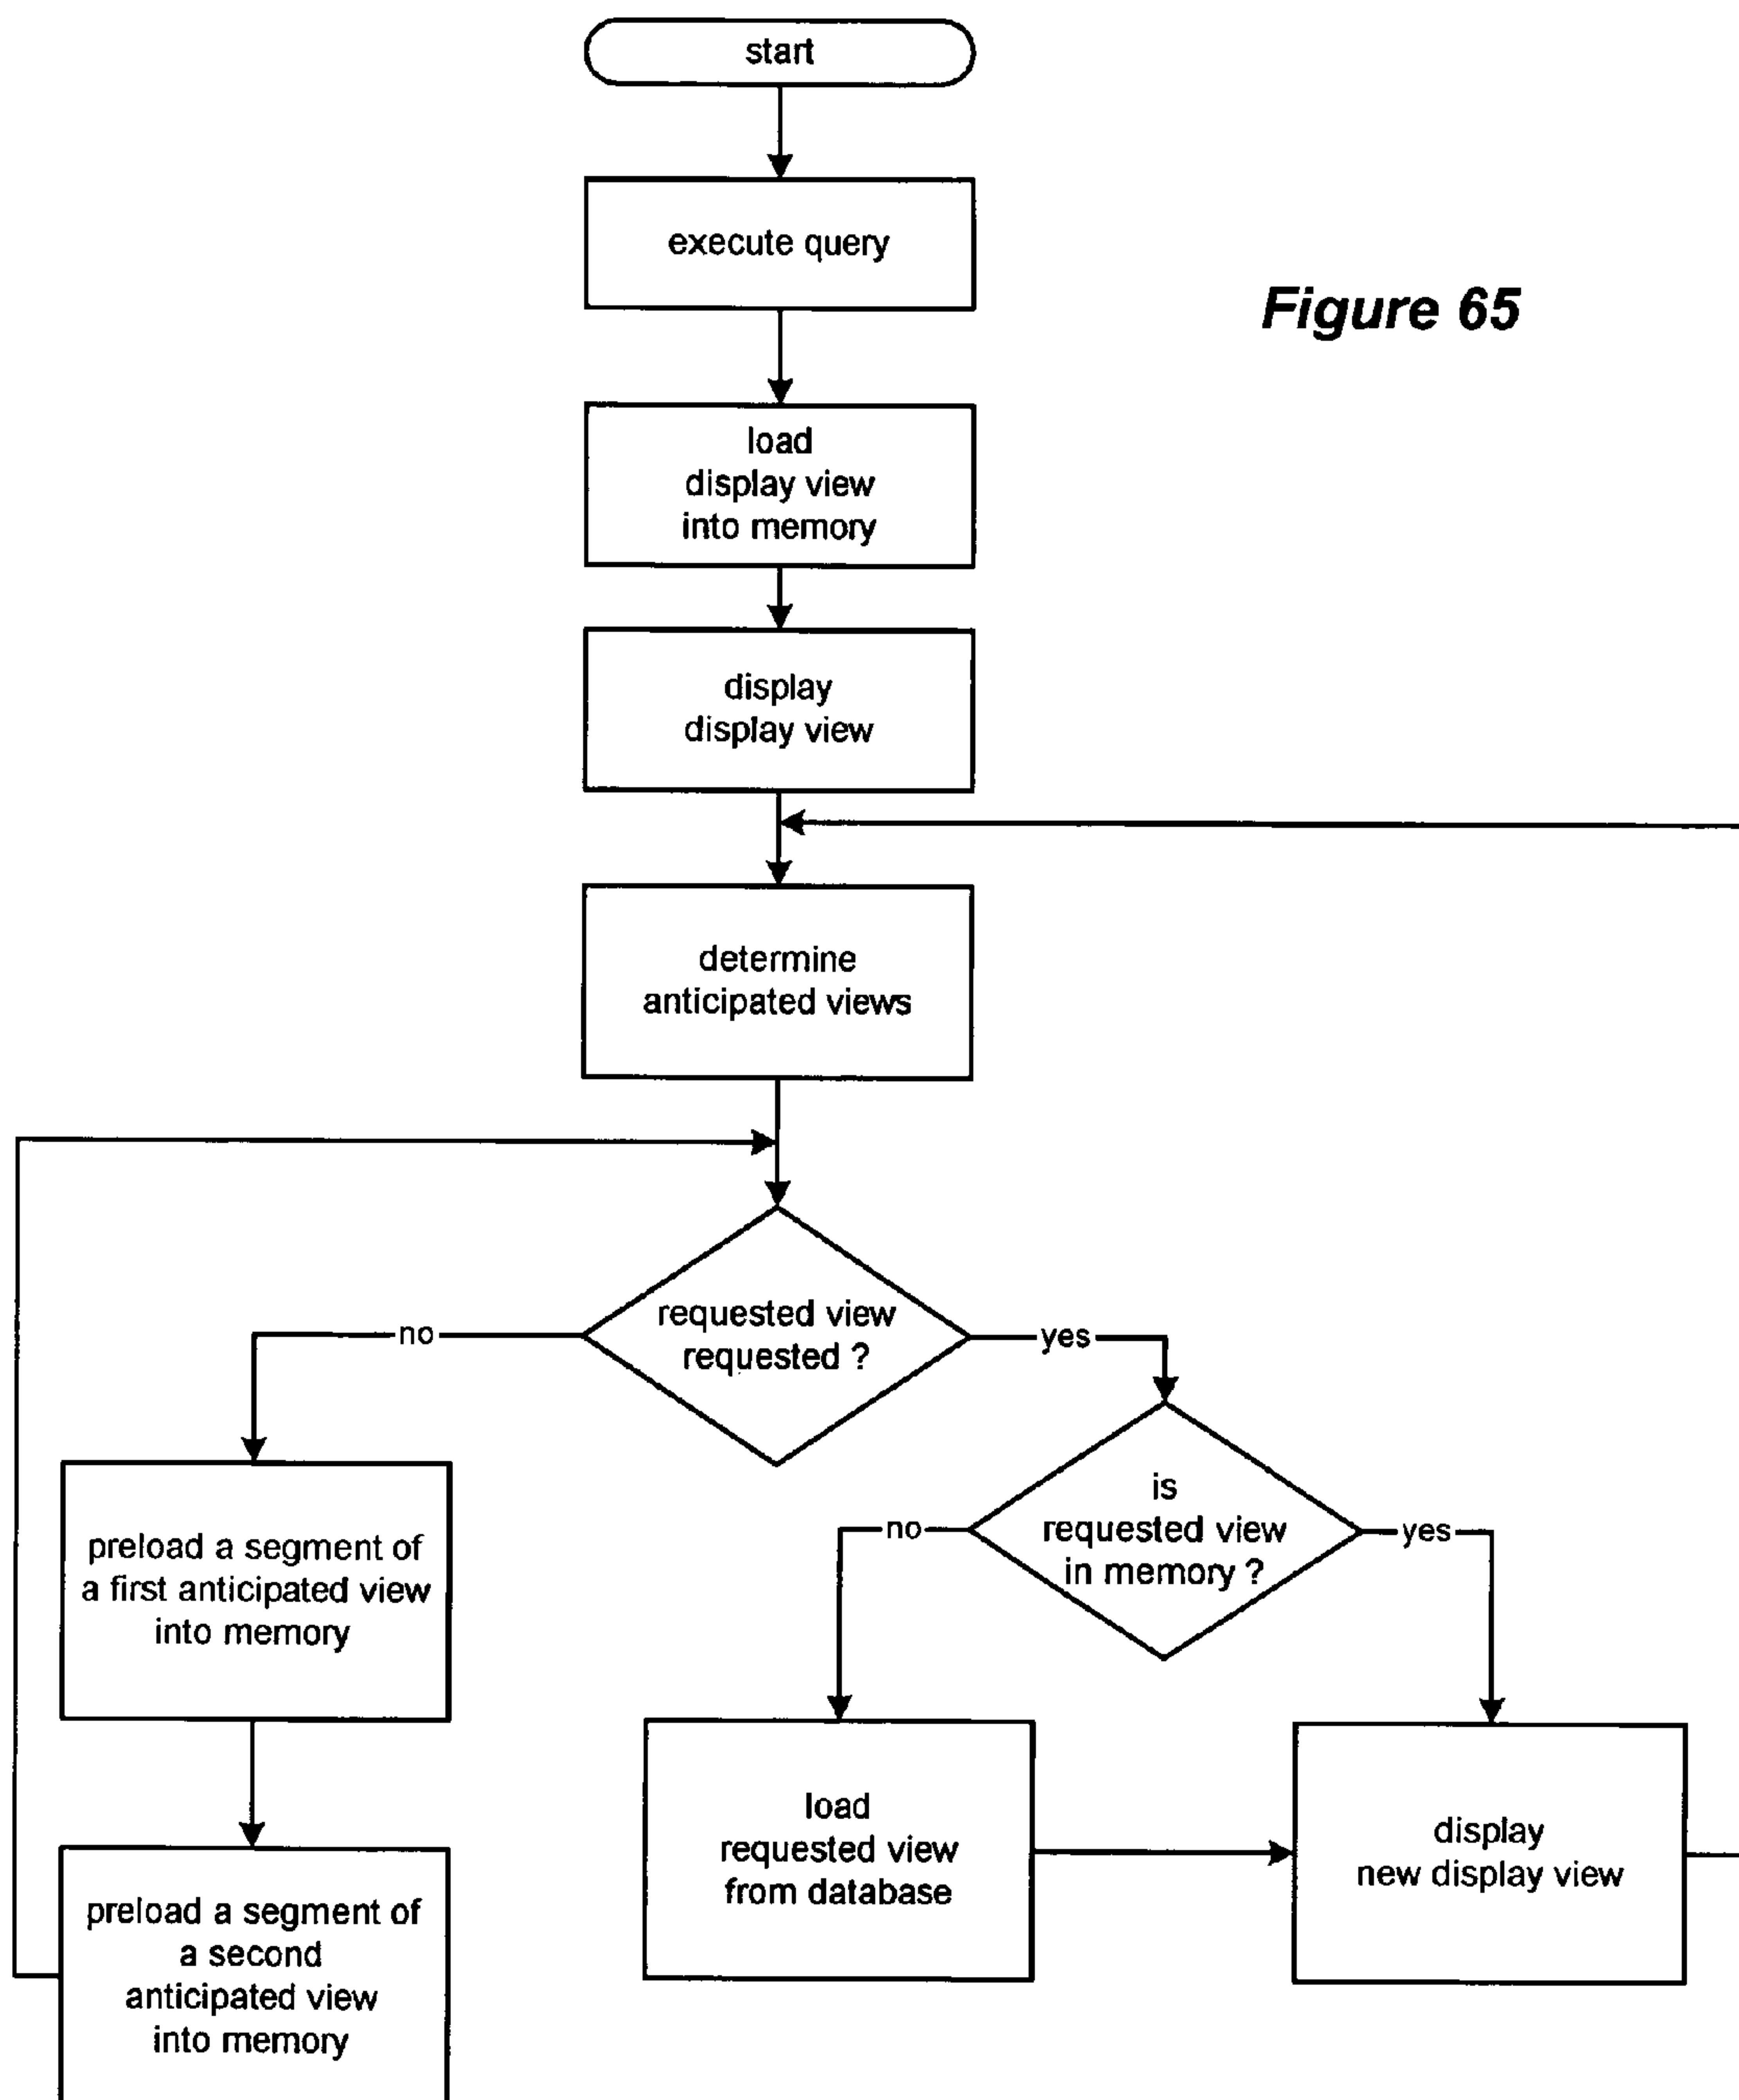 start
execute query
Figure 65
load
display view
into memory
display
display view
determine
anticipated views
requested view
requested ?
no
yes
is
requested view
in memory ?
no
yes
preload a segment of
a first anticipated view
into memory
load
requested view
from database
display
new display view
preload a segment of
a second
anticipated view
into memory